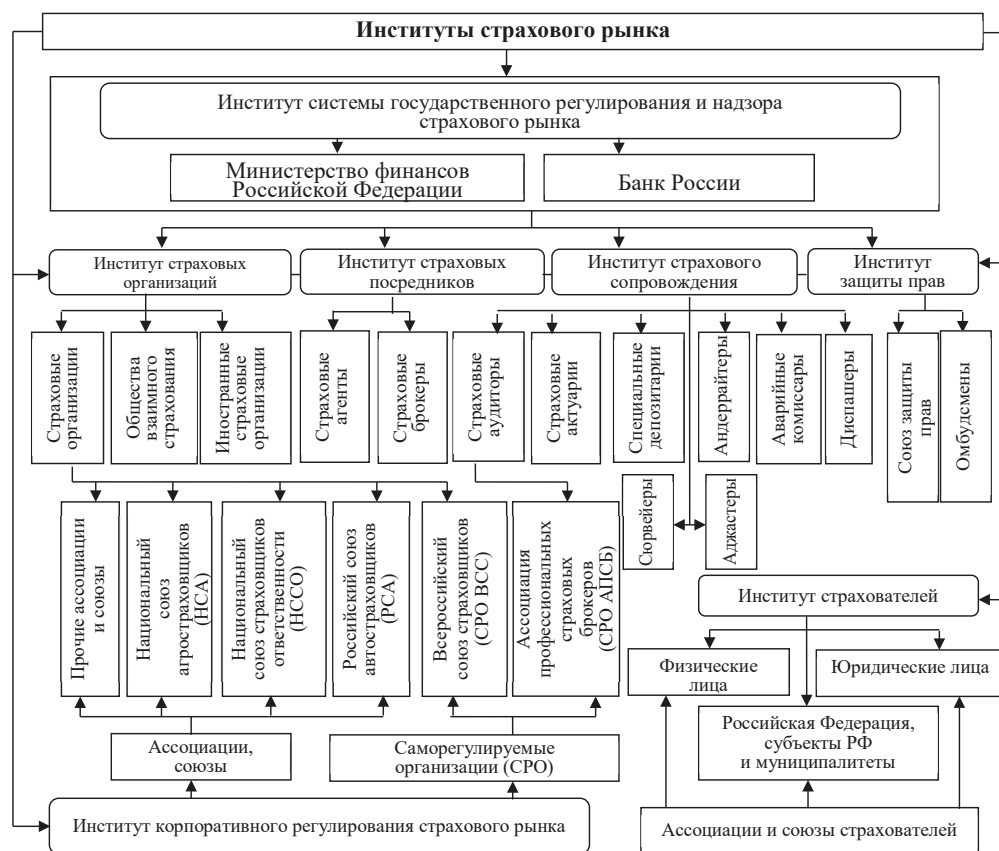 Институты страхового рынка
Институт системы государственного регулирования и надзора
страхового рынка
Министерство финансов
Российской Федерации
Банк России
Институт страховых
организаций
Институт страховых
посредников
Институт страхового
сопровождения
Институт
защиты прав
Страховые
организации
Общества
взаимного
страхования
Иностранные
страховые
организации
Страховые
агенты
Страховые
брокеры
Страховые
аудиторы
Страховые
актуарии
Специальные
депозитарии
Андеррайтеры
Аварийные
комиссары
Диспашеры
Союз защиты
прав
Омбудсмены
Сюрвейеры
Аджастеры
Прочие ассоциации
и союзы
Национальный
союз
агростраховщиков
(НСА)
Национальный
союз страховщиков
ответственности
(НССО)
Российский союз
автостраховщиков
(РСА)
Всероссийский
союз страховщиков
(СРО ВСС)
Ассоциация
профессиональных
страховых
брокеров
(СРО АПСБ)
Институт страхователей
Физические
лица
Юридические лица
Российская Федерация,
субъекты РФ
и муниципалитеты
Ассоциации,
союзы
Саморегулируемые
организации (СРО)
Институт корпоративного регулирования страхового рынка
Ассоциации и союзы страхователей